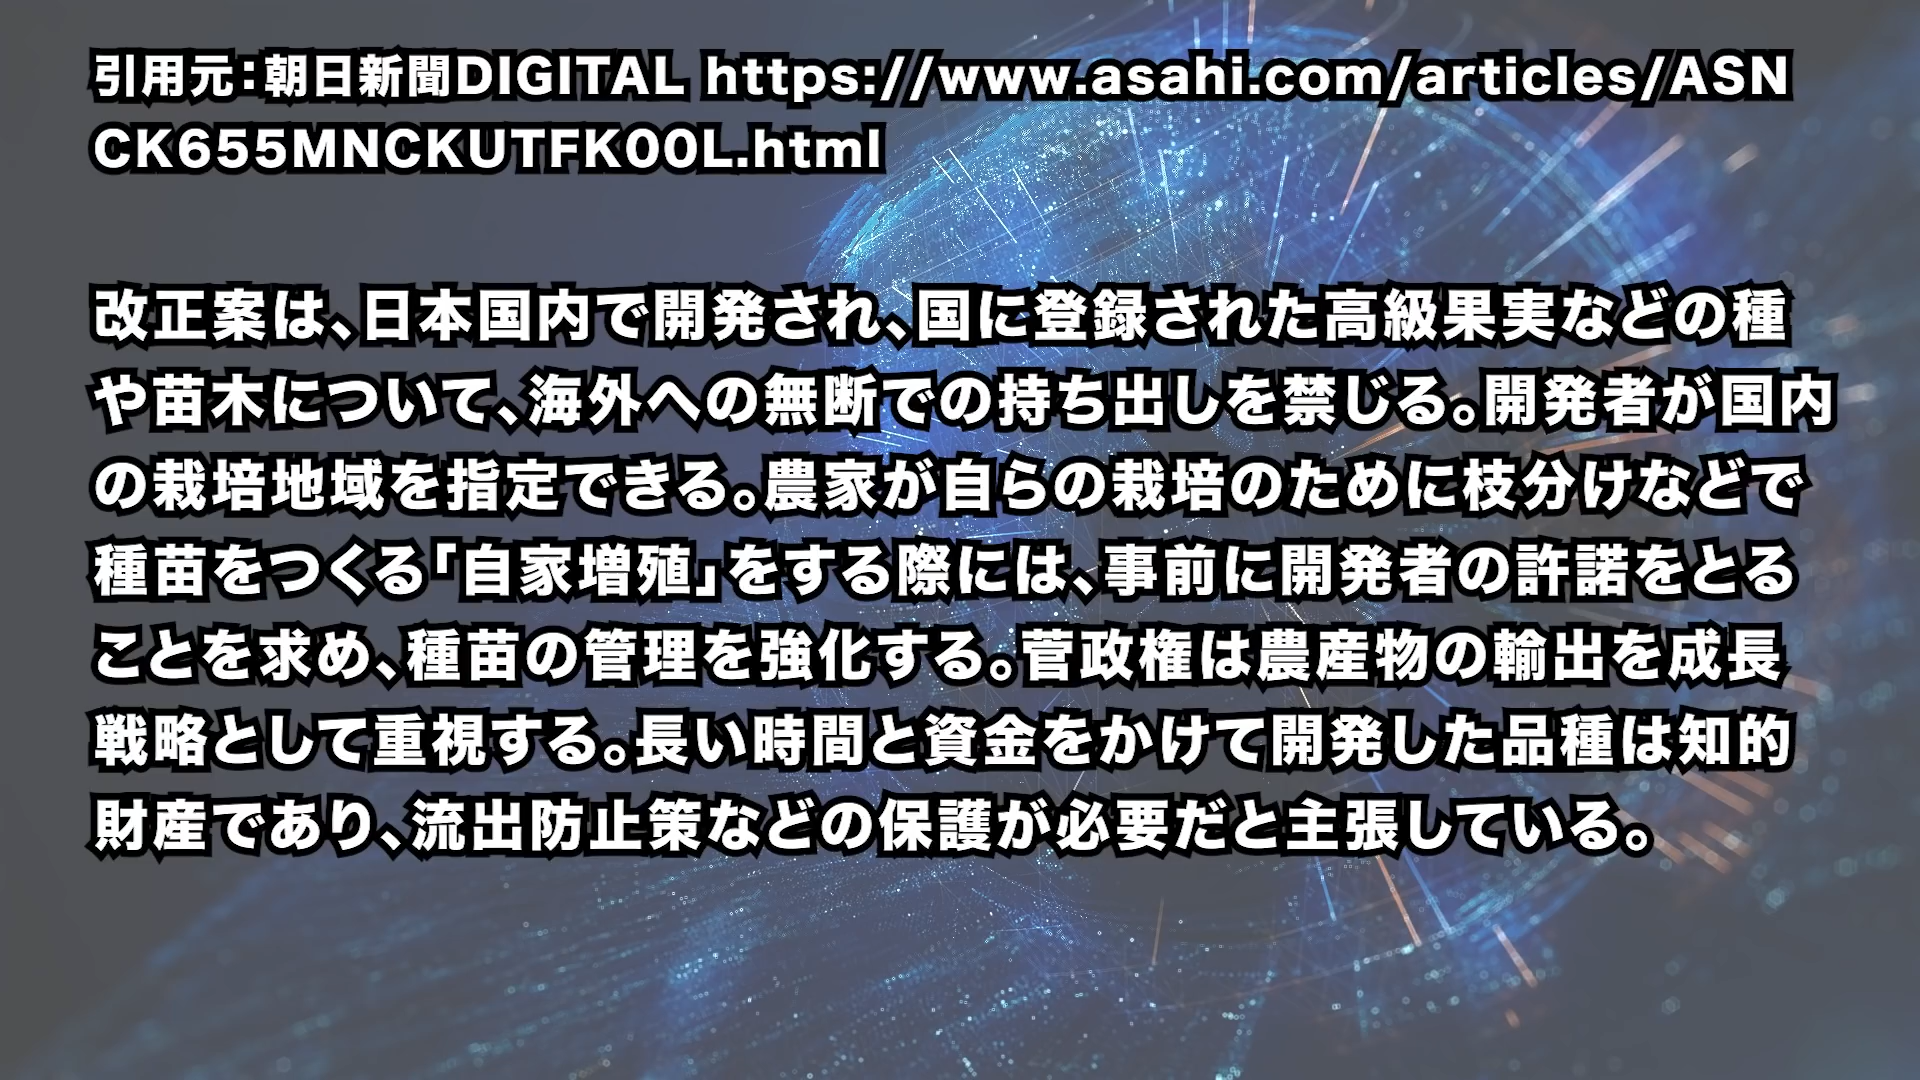 引用元：朝日新聞DIGITAL https://www.asahi.com/articles/ASN
CK655MNCKUTFK00L.html
改正案は、日本国内で開発され、国に登録された高級果実などの種
や苗木について、海外への無断での持ち出しを禁じる。開発者が国内
の栽培地域を指定できる。農家が自らの栽培のために枝分けなどで
種苗をつくる「自家増殖」をする際には、事前に開発者の許諾をとる
ことを求め、種苗の管理を強化する。菅政権は農産物の輸出を成長
戦略として重視する。長い時間と資金をかけて開発した品種は知的
財産であり、流出防止策などの保護が必要だと主張している。